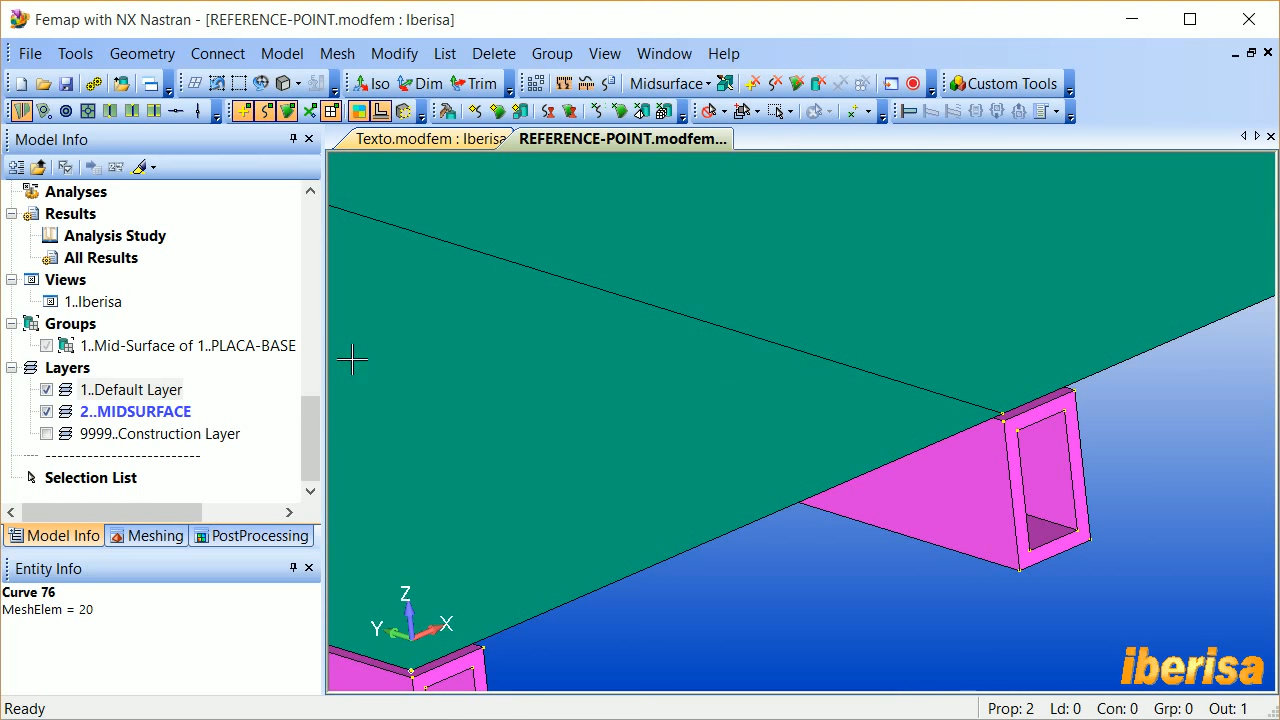 Femap with NX Nastran - [REFERENCE-POINT.modfem : Iberisa]
File Tools Geometry Connect Model Mesh Modify List Delete Group View Window Help
Iso Dim Trim Midsurface Custom Tools
Model Info
Texto.modfem : Iberisa
REFERENCE-POINT.modfem...
Analyses
Results
Analysis Study
All Results
Views
1..Iberisa
Groups
1..Mid-Surface of 1..PLACA-BASE
Layers
1..Default Layer
2..MIDSURFACE
9999..Construction Layer
Selection List
Model Info Meshing PostProcessing
Entity Info
Curve 76
MeshElem = 20
Z
Y X
iberisa
Ready
Prop: 2 Ld: 0 Con: 0 Grp: 0 Out: 1